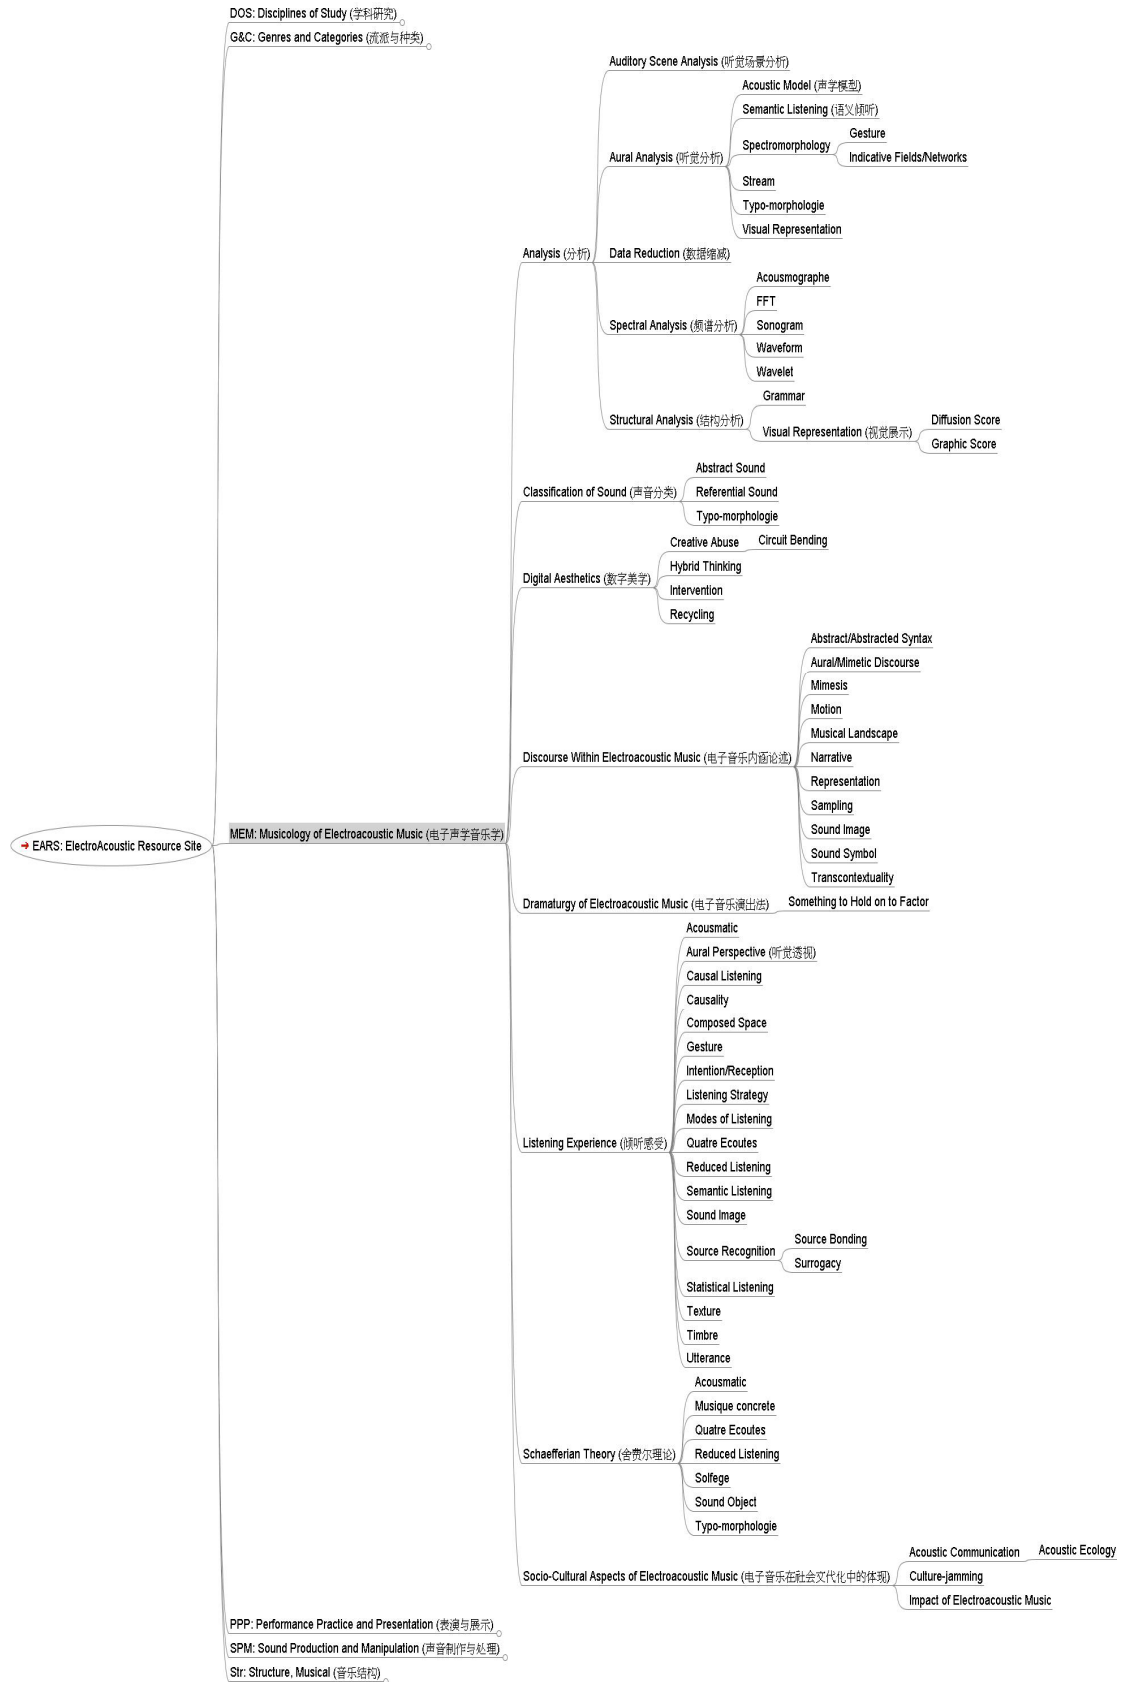 DOS: Disciplines of Study (学科研究)
G&C: Genres and Categories (流派与种类)
Auditory Scene Analysis (听觉场景分析)
Acoustic Model (声学模型)
Semantic Listening (语义倾听)
Gesture
Spectromorphology
Indicative Fields/Networks
Aural Analysis (听觉分析)
Stream
Typo-morphologie
Visual Representation
Analysis (分析)
Data Reduction (数据缩减)
Acousmographe
FFT
Spectral Analysis (频谱分析)
Sonogram
Waveform
Wavelet
Grammar
Structural Analysis (结构分析)
Visual Representation (视觉展示)
Diffusion Score
Graphic Score
Classification of Sound (声音分类)
Abstract Sound
Referential Sound
Typo-morphologie
Digital Aesthetics (数字美学)
Creative Abuse
Circuit Bending
Hybrid Thinking
Intervention
Recycling
Discourse Within Electroacoustic Music (电子音乐内涵论述)
Abstract/Abstracted Syntax
Aural/Mimetic Discourse
Mimesis
Motion
Musical Landscape
Narrative
Representation
Sampling
Sound Image
Sound Symbol
Transcontextuality
EARS: ElectroAcoustic Resource Site
MEM: Musicology of Electroacoustic Music (电子声学音乐学)
Dramaturgy of Electroacoustic Music (电子音乐演出法)
Something to Hold on to Factor
Listening Experience (倾听感受)
Acousmatic
Aural Perspective (听觉透视)
Causal Listening
Causality
Composed Space
Gesture
Intention/Reception
Listening Strategy
Modes of Listening
Quatre Ecoutes
Reduced Listening
Semantic Listening
Sound Image
Source Recognition
Source Bonding
Surrogacy
Statistical Listening
Texture
Timbre
Utterance
Schaefferian Theory (舍费尔理论)
Acousmatic
Musique concrete
Quatre Ecoutes
Reduced Listening
Solfege
Sound Object
Typo-morphologie
Socio-Cultural Aspects of Electroacoustic Music (电子音乐在社会文代化中的体现)
Acoustic Communication
Acoustic Ecology
Culture-jamming
Impact of Electroacoustic Music
PPP: Performance Practice and Presentation (表演与展示)
SPM: Sound Production and Manipulation (声音制作与处理)
Str: Structure, Musical (音乐结构)